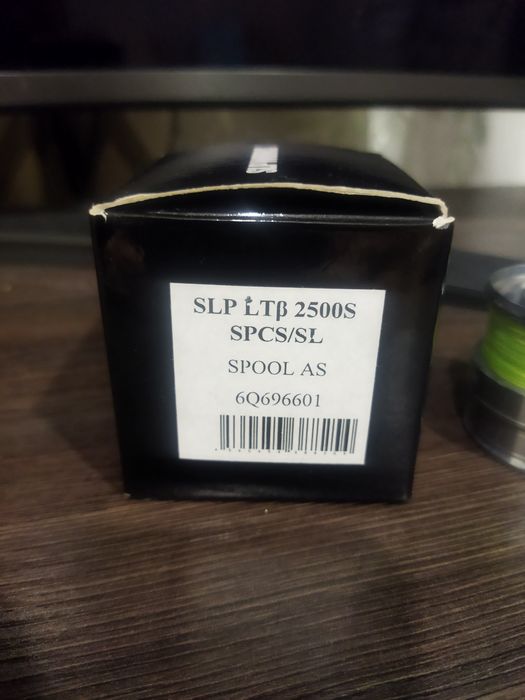 SLP LTβ 2500S
SPCS/SL
SPOOL AS
6Q696601